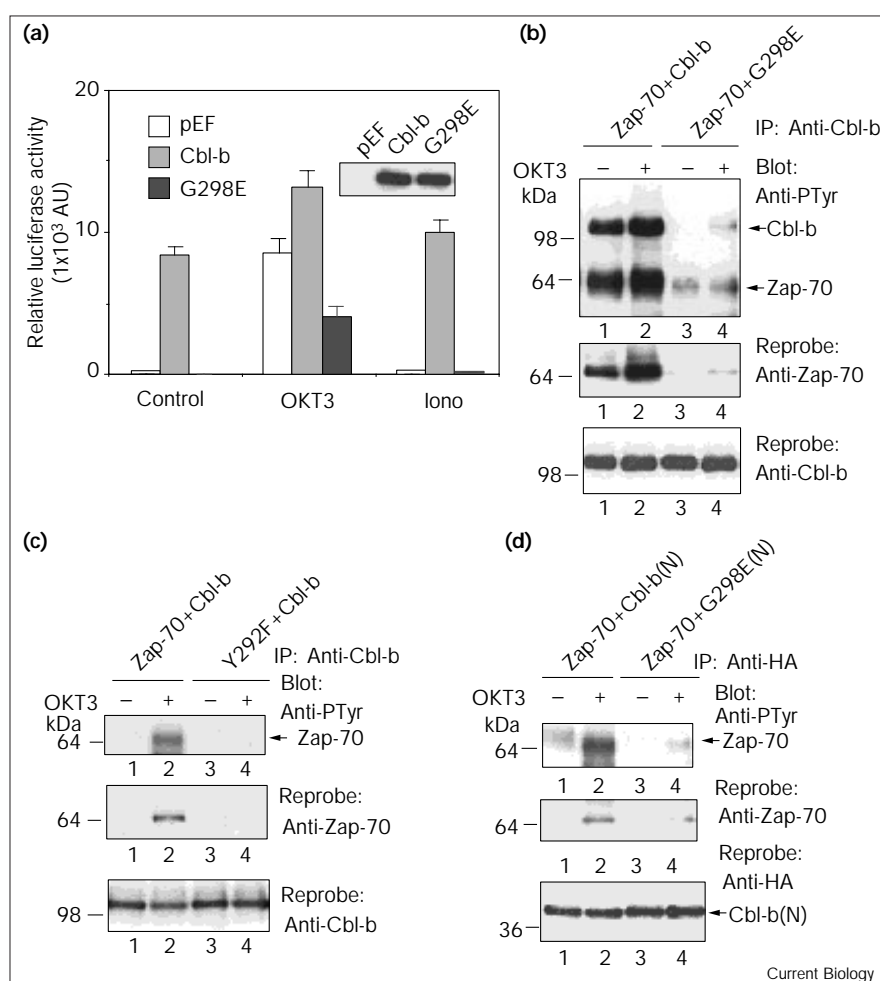 (a)
20
15
10
5
0
Relative luciferase activity
(1x10³ AU)
pEF
Cbl-b
G298E
pEF
Cbl-b
G298E
Control
OKT3
Iono
(b)
Zap-70+Cbl-b
Zap-70+G298E
IP: Anti-Cbl-b
OKT3
– + – +
Blot:
Anti-PTyr
kDa
98
Cbl-b
64
Zap-70
1 2 3 4
Reprobe:
Anti-Zap-70
64
1 2 3 4
Reprobe:
Anti-Cbl-b
98
1 2 3 4
(c)
Zap-70+Cbl-b
Y292F+Cbl-b
IP: Anti-Cbl-b
Blot:
Anti-PTyr
OKT3
– + – +
kDa
64
Zap-70
1 2 3 4
Reprobe:
Anti-Zap-70
64
1 2 3 4
Reprobe:
Anti-Cbl-b
98
1 2 3 4
(d)
Zap-70+Cbl-b(N)
Zap-70+G298E(N)
IP: Anti-HA
Blot:
Anti-PTyr
OKT3
– + – +
kDa
64
Zap-70
1 2 3 4
Reprobe:
Anti-Zap-70
64
1 2 3 4
Reprobe:
Anti-HA
Cbl-b(N)
36
1 2 3 4
Current Biology